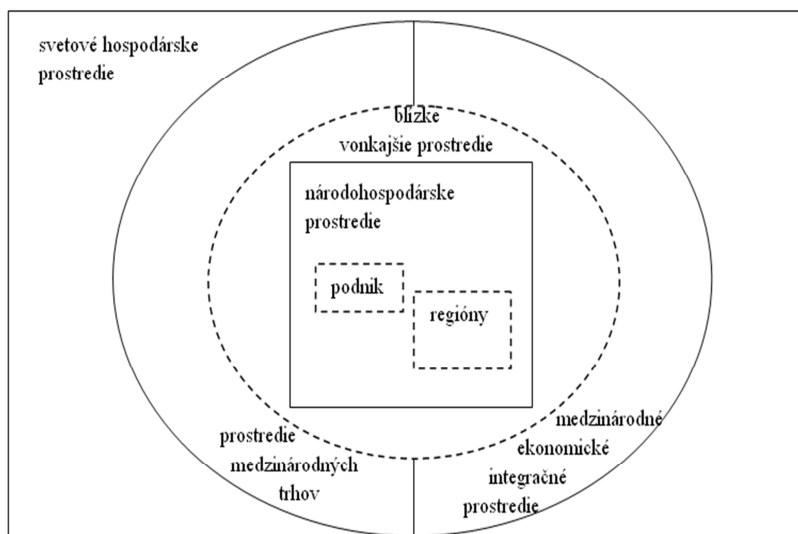 svetové hospodárske
prostredie
blízke
vonkajšie prostredie
národohospodárske
prostredie
podnik
regióny
prostredie
medzinárodných
trhov
medzinárodné
ekonomické
integračné
prostredie